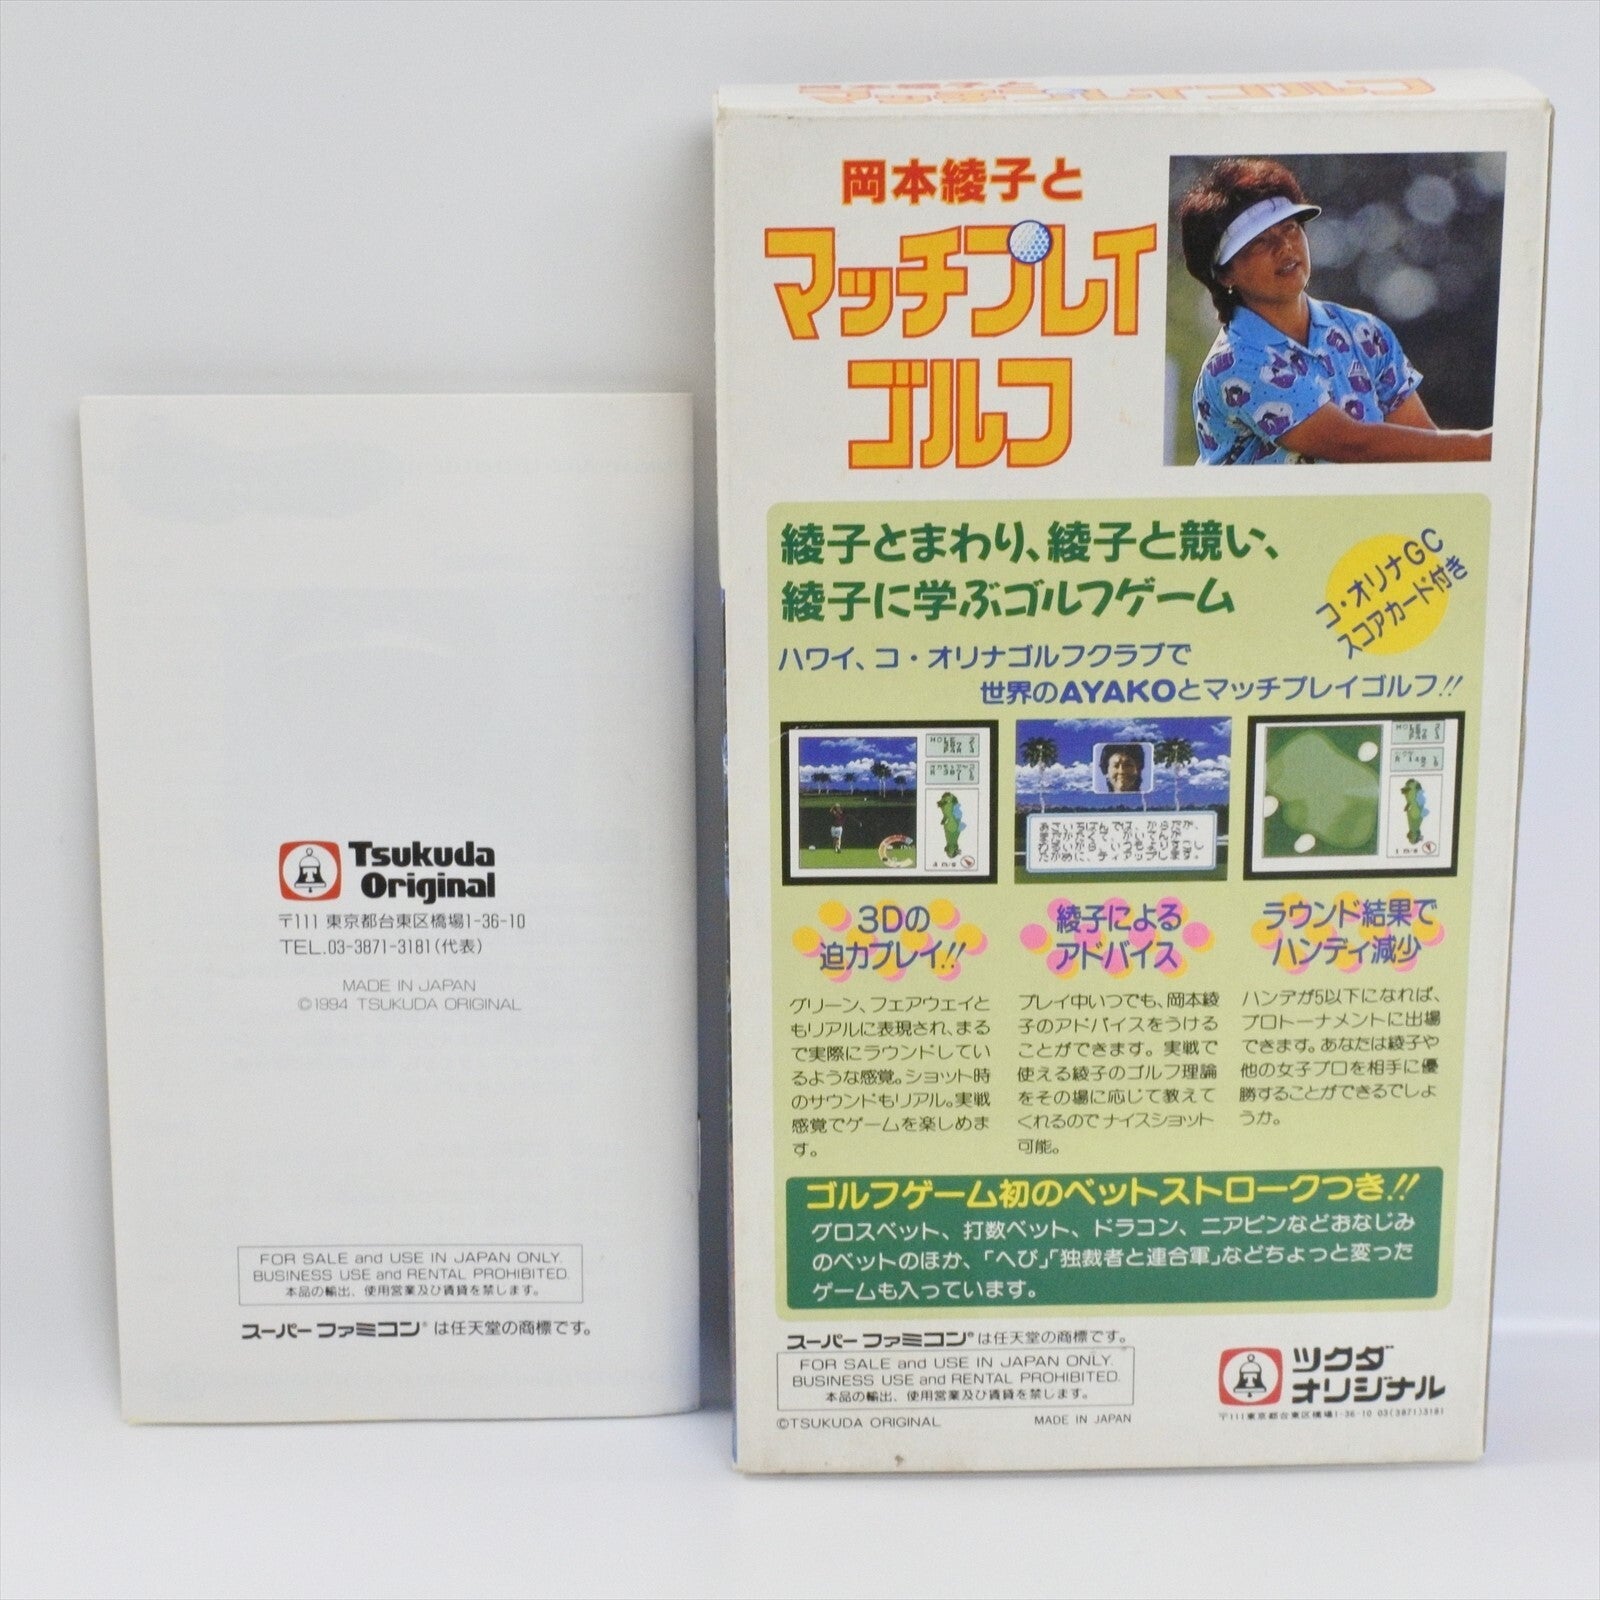 Tsukuda
Original
〒111 東京都台東区橋場1-36-10
TEL.03-3871-3181(代表)
MADE IN JAPAN
©1994 TSUKUDA ORIGINAL
FOR SALE and USE IN JAPAN ONLY.
BUSINESS USE and RENTAL PROHIBITED.
本品の輸出、使用営業及び賃貸を禁じます。
スーパーファミコン®は任天堂の商標です。
岡本綾子と
マッチプレイ
ゴルフ
綾子とまわり、綾子と競い、
綾子に学ぶゴルフゲーム
コ・オリナGC
スコアカード付き
ハワイ、コ・オリナゴルフクラブで
世界のAYAKOとマッチプレイゴルフ!!
3Dの
迫力プレイ!!
グリーン、フェアウェイと
もリアルに表現され、まる
で実際にラウンドしてい
るような感覚。ショット時
のサウンドもリアル。実戦
感覚でゲームを楽しめま
す。
綾子による
アドバイス
プレイ中いつでも、岡本綾
子のアドバイスをうける
ことができます。実戦で
使える綾子のゴルフ理論
をその場に応じて教えて
くれるのでナイスショット
可能。
ラウンド結果で
ハンディ減少
ハンデが5以下になれば、
プロトーナメントに出場
できます。あなたは綾子や
他の女子プロを相手に優
勝することができるでしょ
うか。
ゴルフゲーム初のベットストロークつき!!
グロスベット、打数ベット、ドラコン、ニアピンなどおなじみ
のベットのほか、「へび」「独裁者と連合軍」などちょっと変った
ゲームも入っています。
スーパーファミコン®は任天堂の商標です。
FOR SALE and USE IN JAPAN ONLY.
BUSINESS USE and RENTAL PROHIBITED.
本品の輸出、使用営業及び賃貸を禁じます。
©TSUKUDA ORIGINAL
MADE IN JAPAN
ツクダ
オリジナル
〒111東京都台東区橋場1-36-10 03(3871)3181